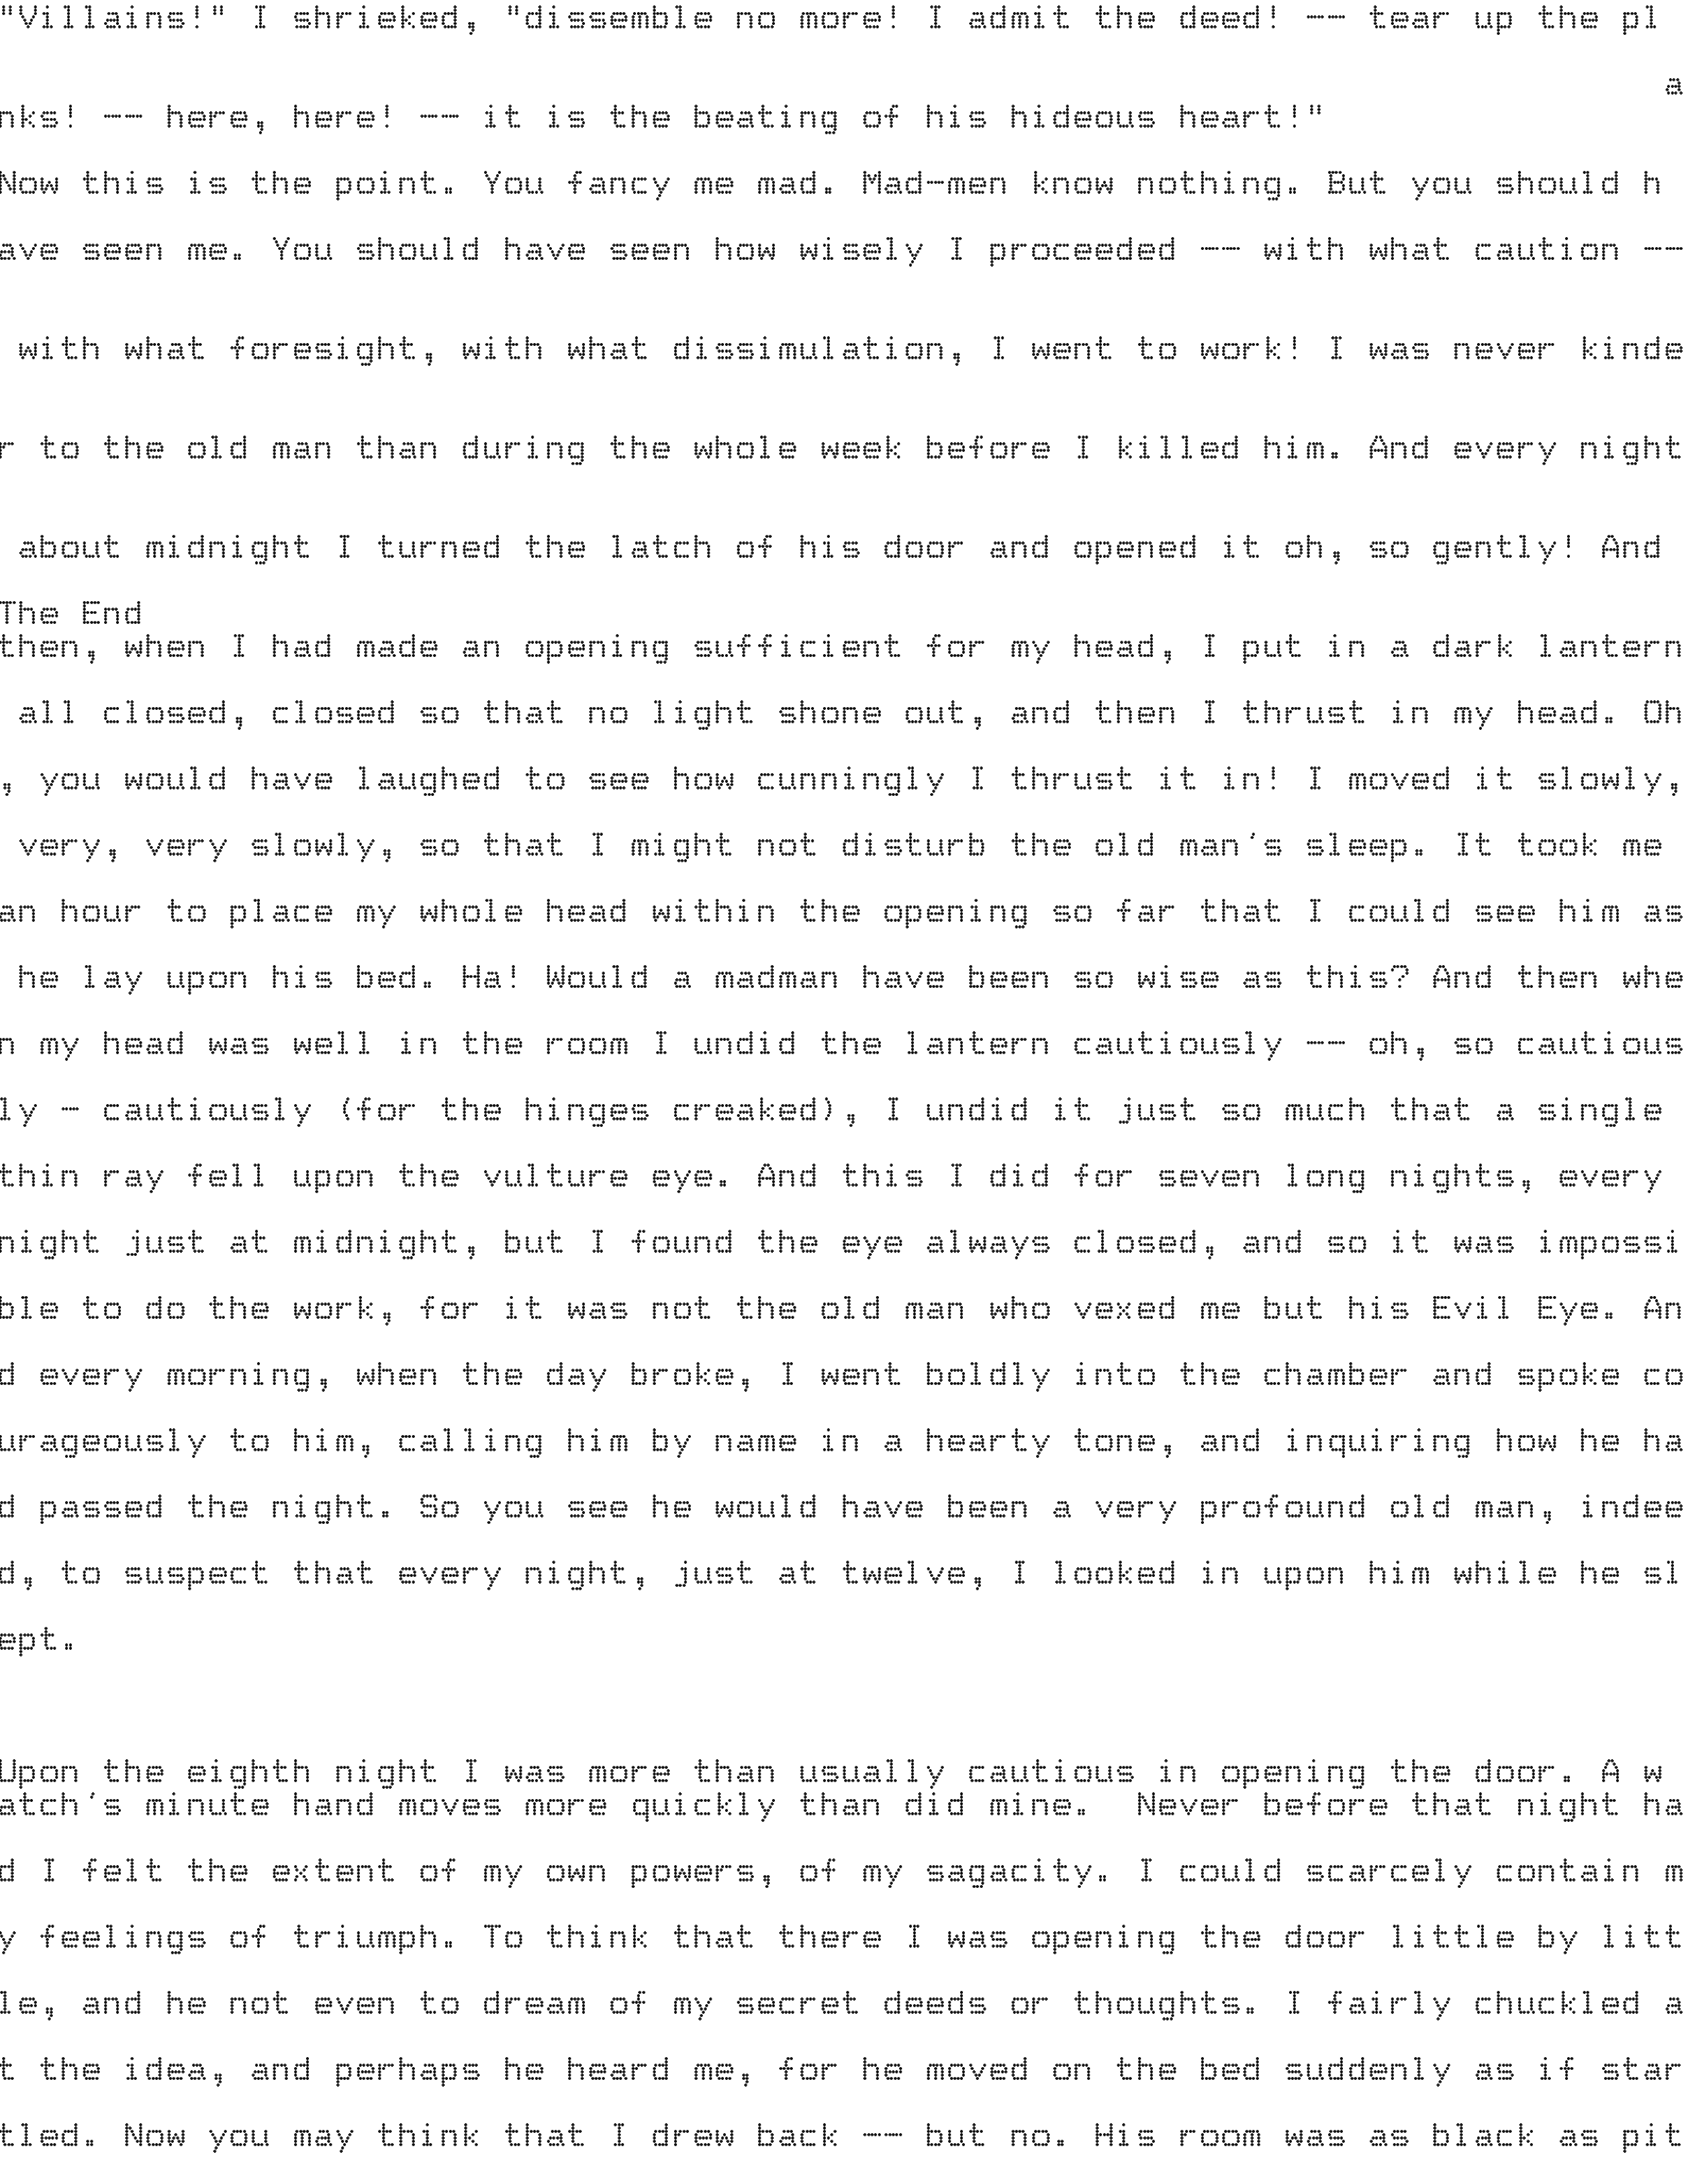 "Villains!" I shrieked, "dissemble no more! I admit the deed! -- tear up the pl
a
nks! -- here, here! -- it is the beating of his hideous heart!"
Now this is the point. You fancy me mad. Mad-men know nothing. But you should h
ave seen me. You should have seen how wisely I proceeded -- with what caution --
with what foresight, with what dissimulation, I went to work! I was never kinde
r to the old man than during the whole week before I killed him. And every night
about midnight I turned the latch of his door and opened it oh, so gently! And
The End
then, when I had made an opening sufficient for my head, I put in a dark lantern
all closed, closed so that no light shone out, and then I thrust in my head. Oh
, you would have laughed to see how cunningly I thrust it in! I moved it slowly,
very, very slowly, so that I might not disturb the old man's sleep. It took me
an hour to place my whole head within the opening so far that I could see him as
he lay upon his bed. Ha! Would a madman have been so wise as this? And then whe
n my head was well in the room I undid the lantern cautiously -- oh, so cautious
ly - cautiously (for the hinges creaked), I undid it just so much that a single
thin ray fell upon the vulture eye. And this I did for seven long nights, every
night just at midnight, but I found the eye always closed, and so it was impossi
ble to do the work, for it was not the old man who vexed me but his Evil Eye. An
d every morning, when the day broke, I went boldly into the chamber and spoke co
urageously to him, calling him by name in a hearty tone, and inquiring how he ha
d passed the night. So you see he would have been a very profound old man, indee
d, to suspect that every night, just at twelve, I looked in upon him while he sl
ept.
Upon the eighth night I was more than usually cautious in opening the door. A w
atch's minute hand moves more quickly than did mine.  Never before that night ha
d I felt the extent of my own powers, of my sagacity. I could scarcely contain m
y feelings of triumph. To think that there I was opening the door little by litt
le, and he not even to dream of my secret deeds or thoughts. I fairly chuckled a
t the idea, and perhaps he heard me, for he moved on the bed suddenly as if star
tled. Now you may think that I drew back -- but no. His room was as black as pit